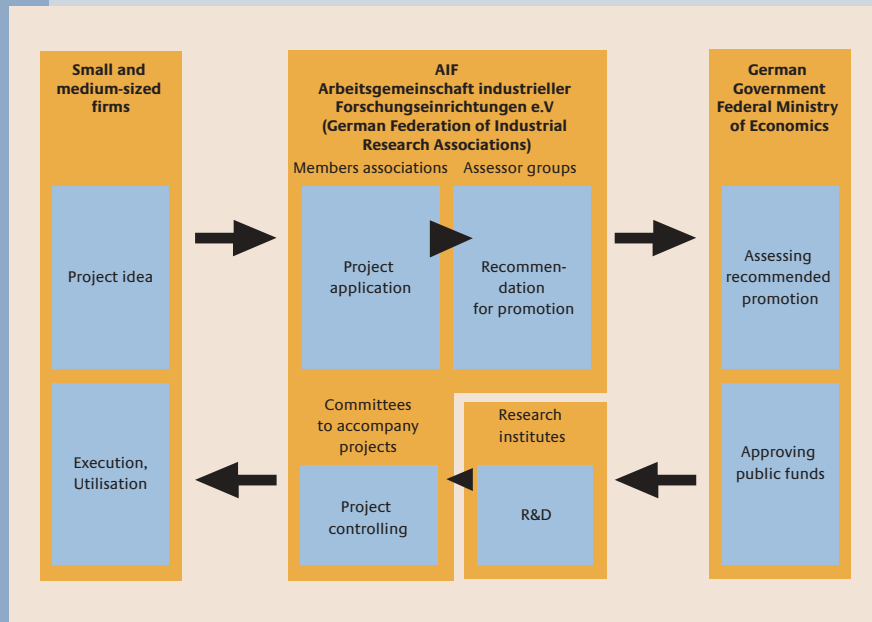 Small and
medium-sized
firms
Project idea
Execution,
Utilisation
AIF
Arbeitsgemeinschaft industrieller
Forschungseinrichtungen e.V
(German Federation of Industrial
Research Associations)
Members associations
Assessor groups
Project
application
Recommen-
dation
for promotion
Committees
to accompany
projects
Project
controlling
Research
institutes
R&D
German
Government
Federal Ministry
of Economics
Assessing
recommended
promotion
Approving
public funds